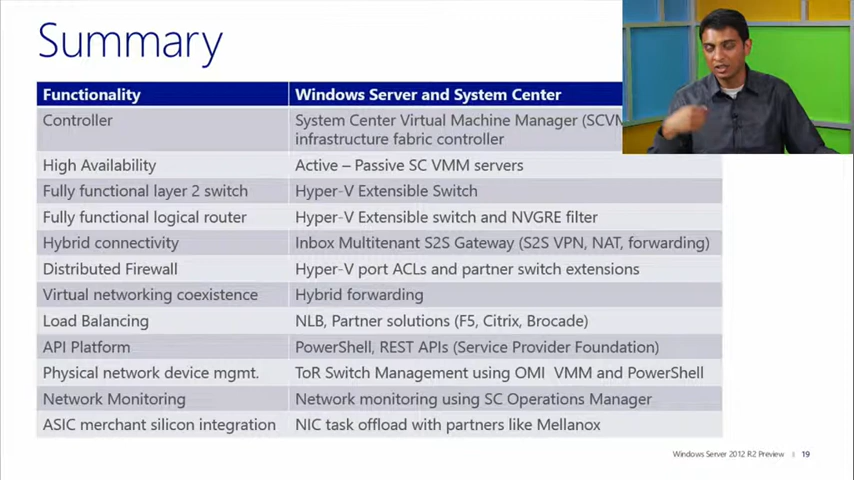 Summary
Functionality Windows Server and System Center
Controller System Center Virtual Machine Manager
infrastructure fabric controller
High Availability Active – Passive SC VMM servers
Fully functional layer 2 switch Hyper-V Extensible Switch
Fully functional logical router Hyper-V Extensible switch and NVGRE filter
Hybrid connectivity Inbox Multitenant S2S Gateway (S2S VPN, NAT, forwarding)
Distributed Firewall Hyper-V port ACLs and partner switch extensions
Virtual networking coexistence Hybrid forwarding
Load Balancing NLB, Partner solutions (F5, Citrix, Brocade)
API Platform PowerShell, REST APIs (Service Provider Foundation)
Physical network device mgmt. ToR Switch Management using OMI VMM and PowerShell
Network Monitoring Network monitoring using SC Operations Manager
ASIC merchant silicon integration NIC task offload with partners like Mellanox
Windows Server 2012 R2 Preview | 19